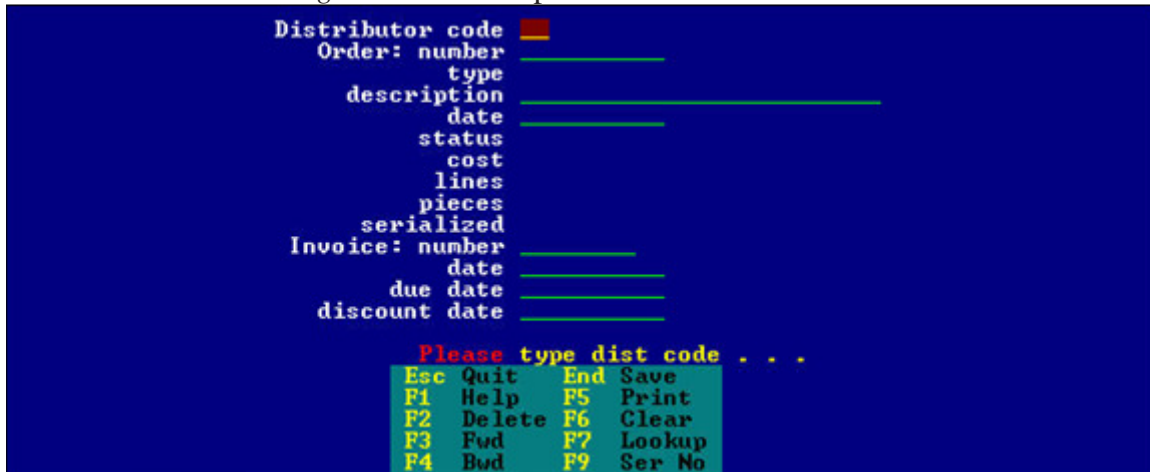 Distributor code
Order: number
type
description
date
status
cost
lines
pieces
serialized
Invoice: number
date
due date
discount date
Please type dist code . . .
Esc Quit End Save
F1 Help F5 Print
F2 Delete F6 Clear
F3 Fwd F7 Lookup
F4 Bwd F9 Ser No